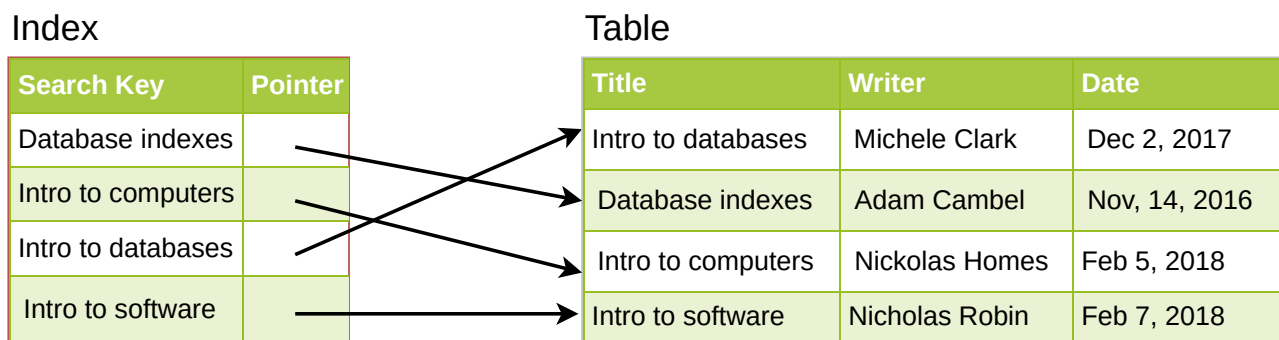 Index
Search Key Pointer
Database indexes
Intro to computers
Intro to databases
Intro to software
Table
Title Writer Date
Intro to databases Michele Clark Dec 2, 2017
Database indexes Adam Cambel Nov, 14, 2016
Intro to computers Nickolas Homes Feb 5, 2018
Intro to software Nicholas Robin Feb 7, 2018